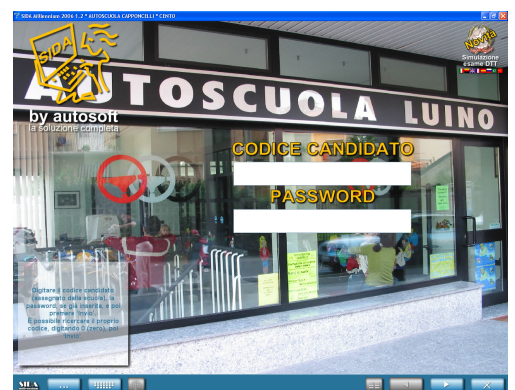 SIDA Millennium 2006 1.2 * AUTOSCUOLA CAPPONCELLI * CENTO
SIDA
by autosoft
la soluzione completa
Novità
Simulazione
esame DTT
AUTOSCUOLA LUINO
CODICE CANDIDATO
PASSWORD
Digitare il codice candidato
(assegnato dalla scuola), la
password, se già inserita, e poi
premere 'Invio'.
È possibile ricercare il proprio
codice, digitando 0 (zero), poi
'Invio'
SIDA